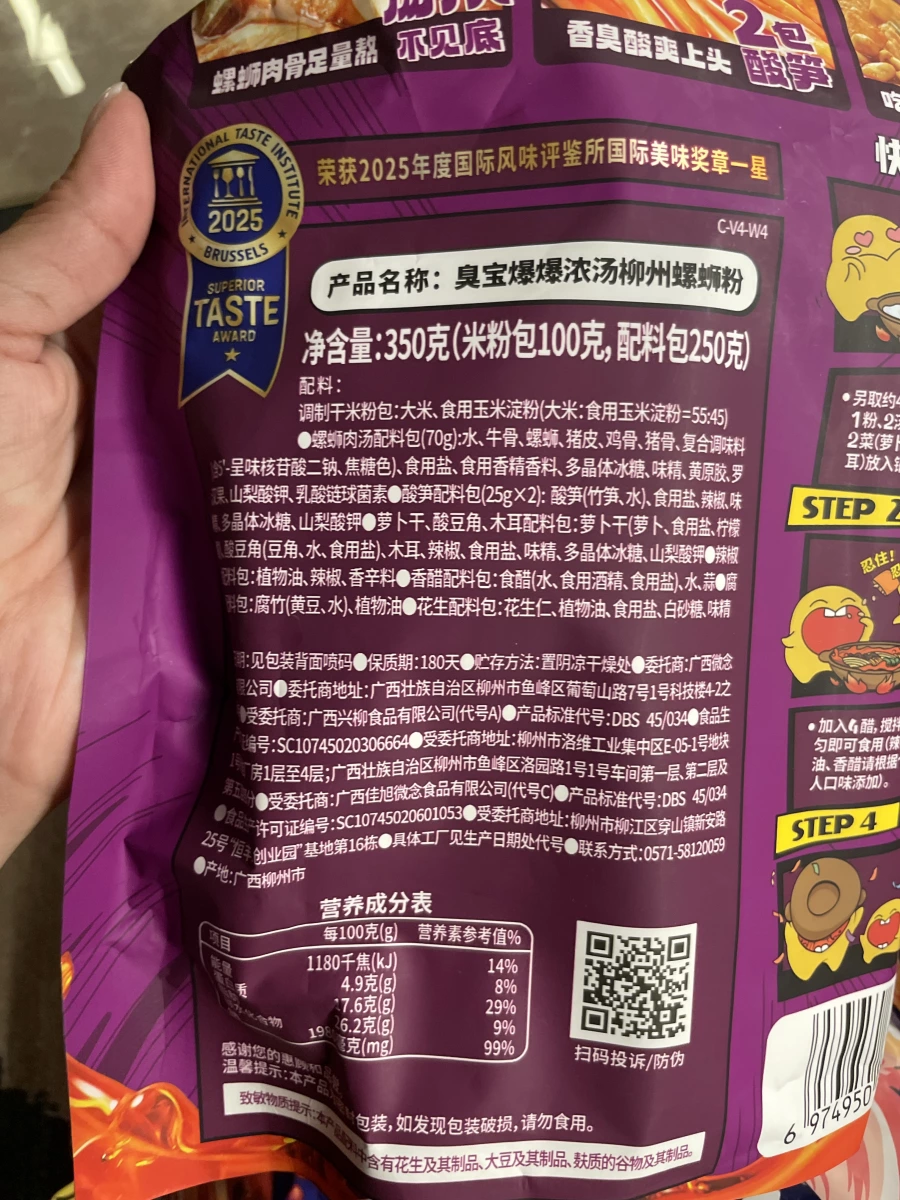 不见底
螺蛳肉骨足量熬
香臭酸爽上头
2包
酸笋
INTERNATIONAL TASTE INSTITUTE
2025
BRUSSELS
SUPERIOR
TASTE
AWARD
荣获2025年度国际风味评鉴所国际美味奖章一星
C-V4-W4
产品名称：臭宝爆爆浓汤柳州螺蛳粉
净含量:350克(米粉包100克, 配料包250克)
配料：
调制干米粉包:大米、食用玉米淀粉(大米:食用玉米淀粉=55:45)
●螺蛳肉汤配料包(70g):水、牛骨、螺蛳、猪皮、鸡骨、猪骨、复合调味料
-呈味核苷酸二钠、焦糖色)、食用盐、食用香精香料、多晶体冰糖、味精、黄原胶、罗
果、山梨酸钾、乳酸链球菌素●酸笋配料包(25g×2): 酸笋(竹笋、水)、食用盐、辣椒、味
、多晶体冰糖、山梨酸钾●萝卜干、酸豆角、木耳配料包:萝卜干(萝卜、食用盐、柠檬
、酸豆角(豆角、水、食用盐)、木耳、辣椒、食用盐、味精、多晶体冰糖、山梨酸钾●辣椒
料包:植物油、辣椒、香辛料●香醋配料包:食醋(水、食用酒精、食用盐)、水、蒜●腐
料包:腐竹(黄豆、水)、植物油●花生配料包:花生仁、植物油、食用盐、白砂糖、味精
期:见包装背面喷码●保质期:180天●贮存方法:置阴凉干燥处●委托商:广西微念
限公司●委托商地址:广西壮族自治区柳州市鱼峰区葡萄山路7号1号科技楼4-2之
●受委托商:广西兴柳食品有限公司(代号A)●产品标准代号:DBS 45/034●食品生
编号:SC10745020306664●受委托商地址:柳州市洛维工业集中区E-05-1号地块
房1层至4层;广西壮族自治区柳州市鱼峰区洛园路1号1号车间第一层、第二层及
●受委托商:广西佳旭微念食品有限公司(代号C)●产品标准代号:DBS 45/034
●食品生产许可证编号:SC10745020601053●受委托商地址:柳州市柳江区穿山镇新安路
25号 创业园”基地第16栋●具体工厂见生产日期处代号●联系方式:0571-58120059
●产地:广西柳州市
营养成分表
项目 每100克(g) 营养素参考值%
能量 1180千焦(kJ) 14%
质 4.9克(g) 8%
17.6克(g) 29%
26.2克(g) 9%
毫克(mg) 99%
扫码投诉/防伪
感谢您的惠顾和
温馨提示:本产品 包装,如发现包装破损,请勿食用。
致敏物质提示:本产品 中含有花生及其制品、大豆及其制品、麸质的谷物及其制品。
快
●另取约
1粉、2汤
2菜(萝卜
耳)放入
STEP 2
忍住!
●加入 醋,搅拌
匀即可食用(辣
油、香醋请根据
人口味添加)。
STEP 4
6 974950